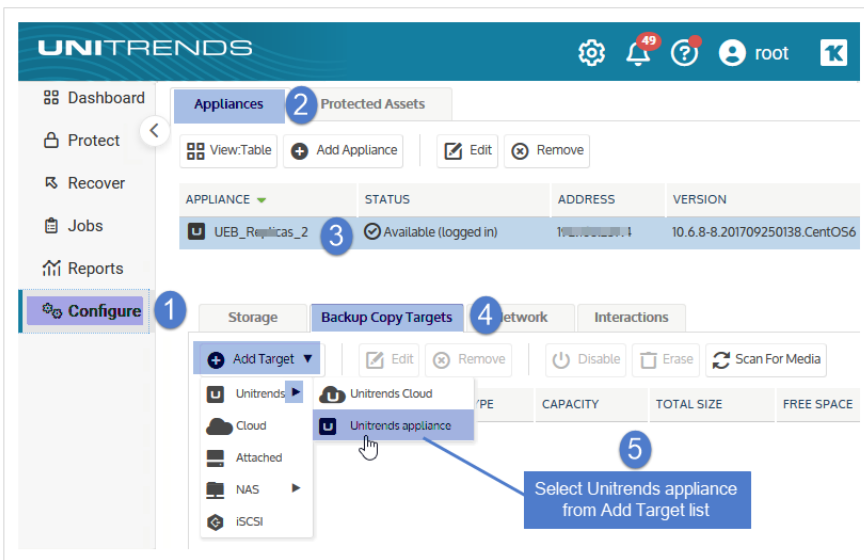 UNITRENDS
49
root
Dashboard
Appliances 2 Protected Assets
Protect
View:Table Add Appliance Edit Remove
Recover
APPLIANCE STATUS ADDRESS VERSION
Jobs
UEB_Replicas_2 3 Available (logged in) 10.6.8-8.201709250138.CentOS6
Reports
Configure 1
Storage Backup Copy Targets 4 etwork Interactions
Add Target Edit Remove Disable Erase Scan For Media
Unitrends Unitrends Cloud YPE CAPACITY TOTAL SIZE FREE SPACE
Cloud Unitrends appliance
Attached 5
NAS Select Unitrends appliance
from Add Target list
iSCSI